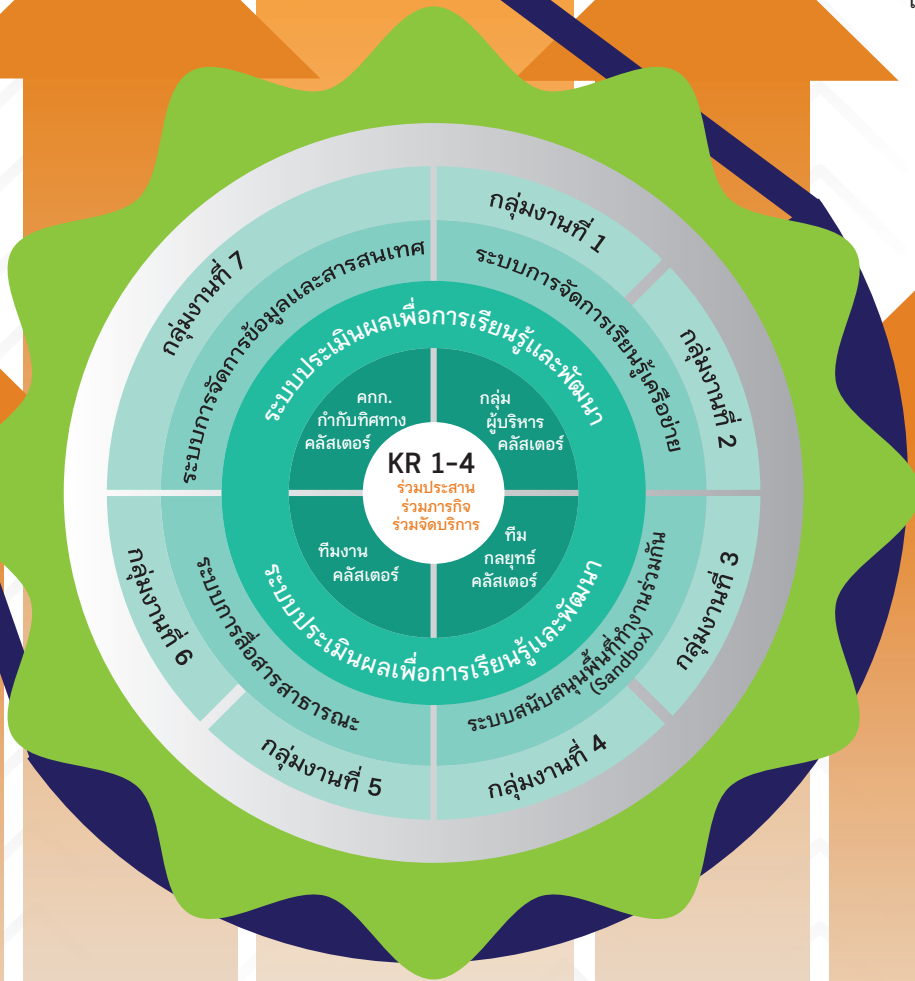 กลุ่มงานที่ 1
กลุ่มงานที่ 2
กลุ่มงานที่ 3
กลุ่มงานที่ 4
กลุ่มงานที่ 5
กลุ่มงานที่ 6
กลุ่มงานที่ 7
ระบบการจัดการเรียนรู้เครือข่าย
ระบบสนับสนุนพื้นที่ทำงานร่วมกัน
(Sandbox)
ระบบการสื่อสารสาธารณะ
ระบบการจัดการข้อมูลและสารสนเทศ
ระบบประเมินผลเพื่อการเรียนรู้และพัฒนา
ระบบประเมินผลเพื่อการเรียนรู้และพัฒนา
คกก.
กำกับทิศทาง
คลัสเตอร์
กลุ่ม
ผู้บริหาร
คลัสเตอร์
ทีมงาน
คลัสเตอร์
ทีม
กลยุทธ์
คลัสเตอร์
KR 1-4
ร่วมประสาน
ร่วมภารกิจ
ร่วมจัดบริการ